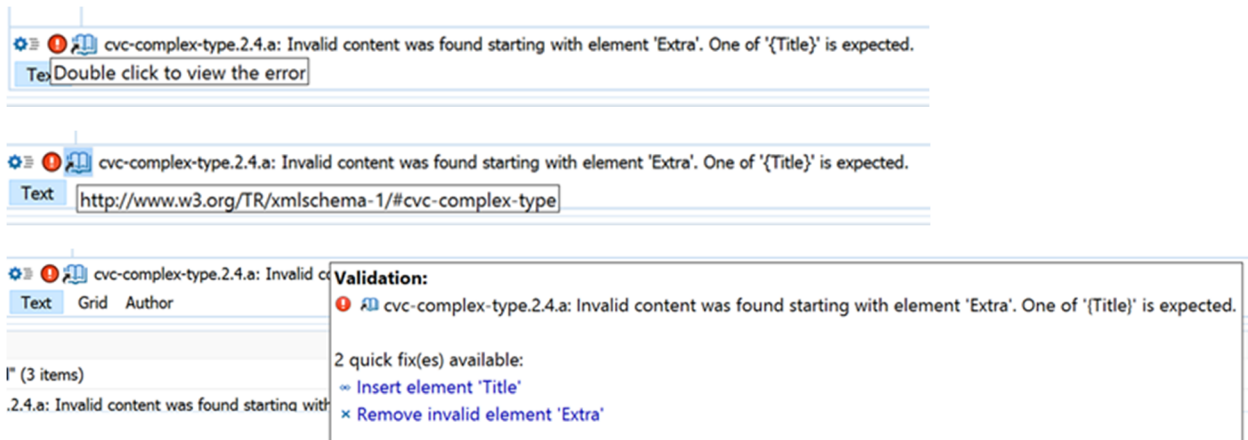 cvc-complex-type.2.4.a: Invalid content was found starting with element 'Extra'. One of '{Title}' is expected.
Double click to view the error
cvc-complex-type.2.4.a: Invalid content was found starting with element 'Extra'. One of '{Title}' is expected.
Text http://www.w3.org/TR/xmlschema-1/#cvc-complex-type
cvc-complex-type.2.4.a: Invalid
Text Grid Author
(3 items)
.2.4.a: Invalid content was found starting with
Validation:
cvc-complex-type.2.4.a: Invalid content was found starting with element 'Extra'. One of '{Title}' is expected.
2 quick fix(es) available:
Insert element 'Title'
Remove invalid element 'Extra'